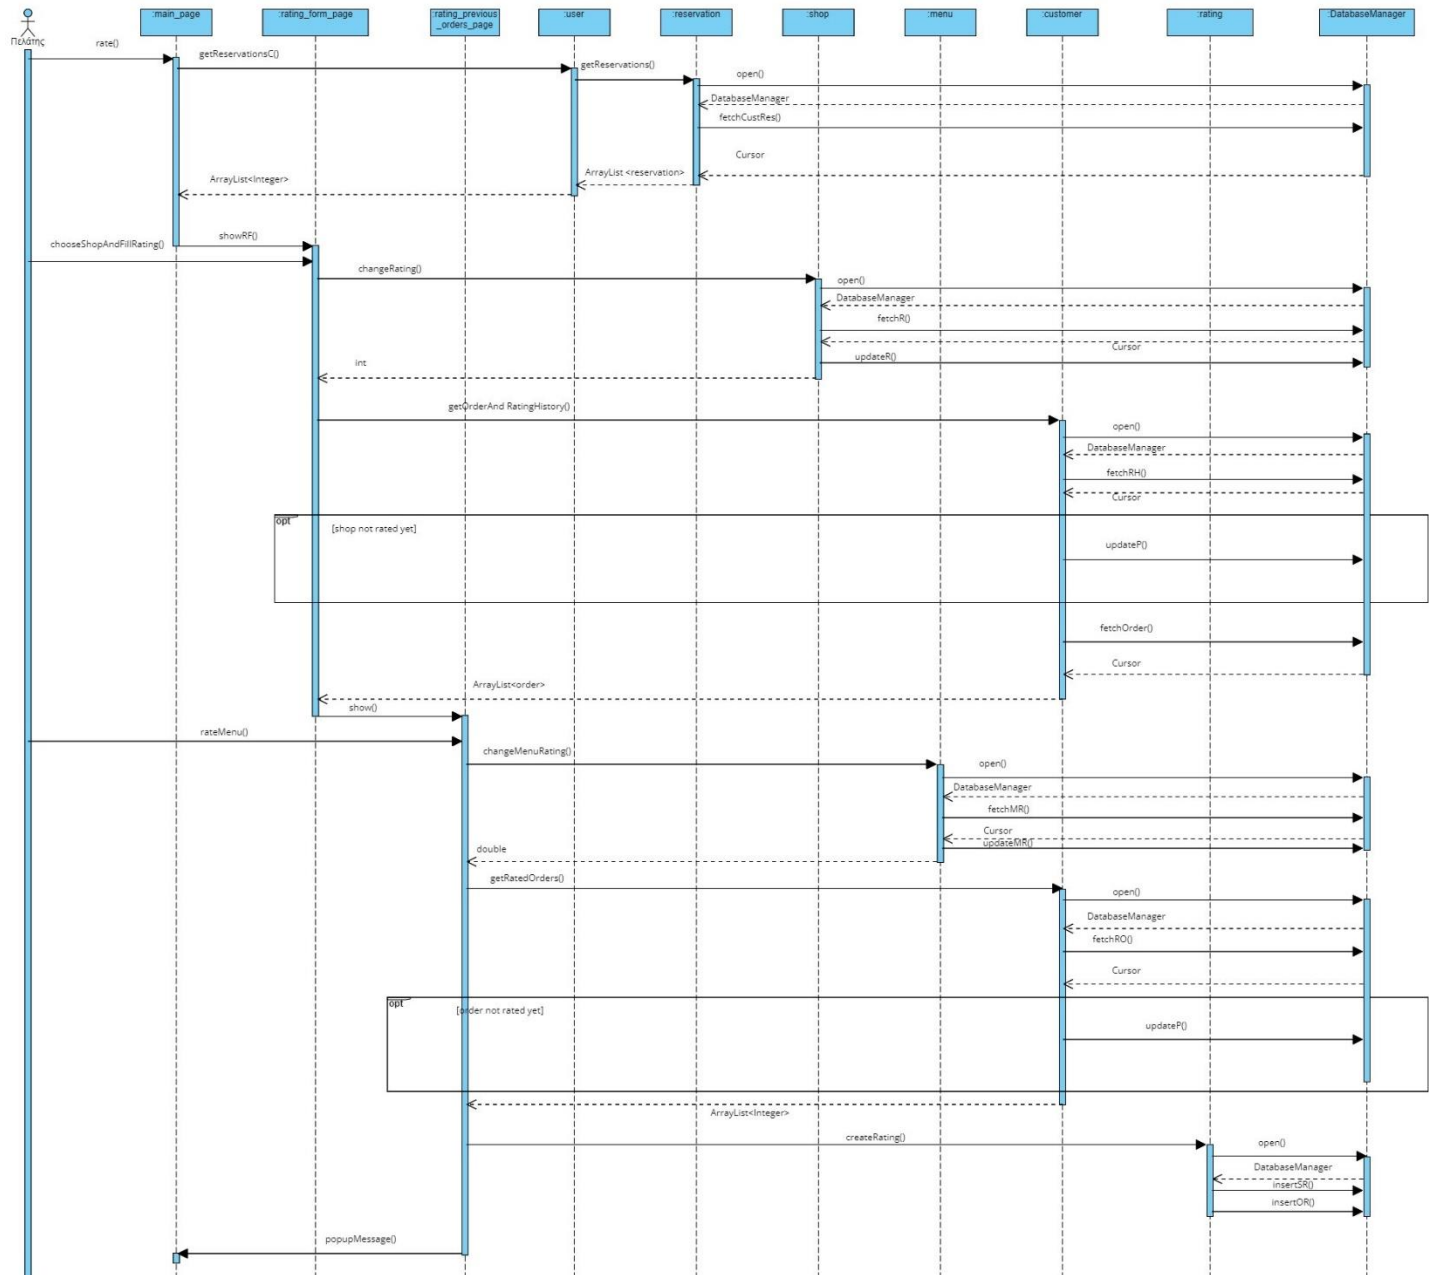 :main_page
:rating_form_page
:rating_previous
_orders_page
:user
:reservation
:shop
:menu
:customer
:rating
:DatabaseManager
Πελάτης
rate()
getReservationsC()
getReservations()
open()
DatabaseManager
fetchCustRes()
Cursor
ArrayList <reservation>
ArrayList<Integer>
showRF()
chooseShopAndFillRating()
changeRating()
open()
DatabaseManager
fetchR()
Cursor
updateR()
int
getOrderAnd RatingHistory()
open()
DatabaseManager
fetchRH()
Cursor
opt
[shop not rated yet]
updateP()
fetchOrder()
Cursor
ArrayList<order>
show()
rateMenu()
changeMenuRating()
open()
DatabaseManager
fetchMR()
Cursor
updateMR()
double
getRatedOrders()
open()
DatabaseManager
fetchRO()
Cursor
opt
[order not rated yet]
updateP()
ArrayList<Integer>
createRating()
open()
DatabaseManager
insertSR()
insertOR()
popupMessage()